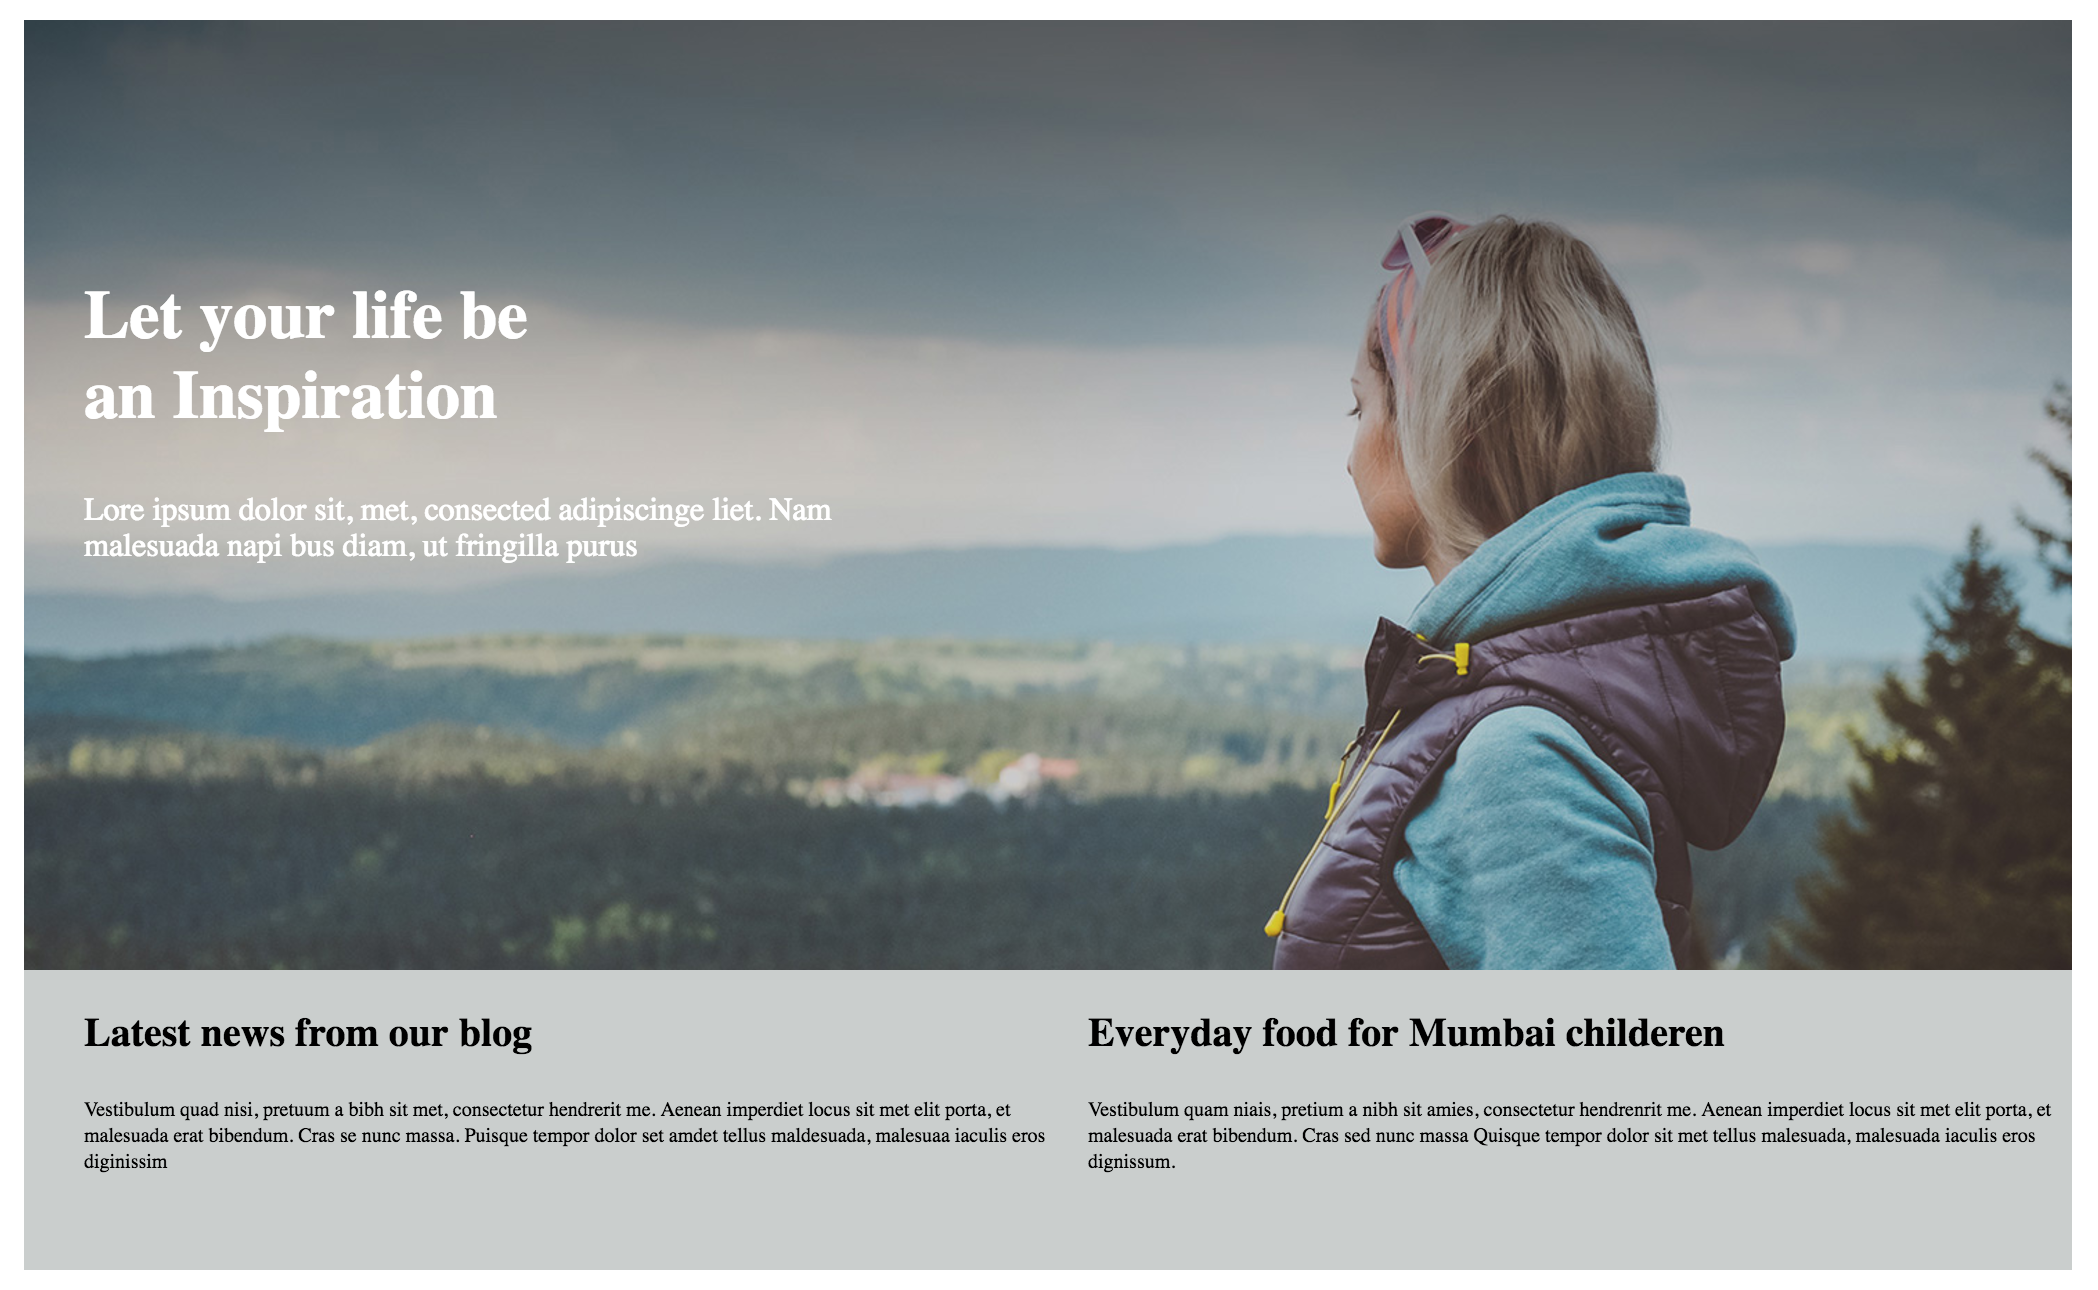 Let your life be
an Inspiration
Lore ipsum dolor sit, met, consected adipiscinge liet. Nam
malesuada napi bus diam, ut fringilla purus
Latest news from our blog
Vestibulum quad nisi, pretuum a bibh sit met, consectetur hendrerit me. Aenean imperdiet locus sit met elit porta, et
malesuada erat bibendum. Cras se nunc massa. Puisque tempor dolor set amdet tellus maldesuada, malesuaa iaculis eros
diginissim
Everyday food for Mumbai childeren
Vestibulum quam niais, pretium a nibh sit amies, consectetur hendrenrit me. Aenean imperdiet locus sit met elit porta, et
malesuada erat bibendum. Cras sed nunc massa Quisque tempor dolor sit met tellus malesuada, malesuada iaculis eros
dignissum.